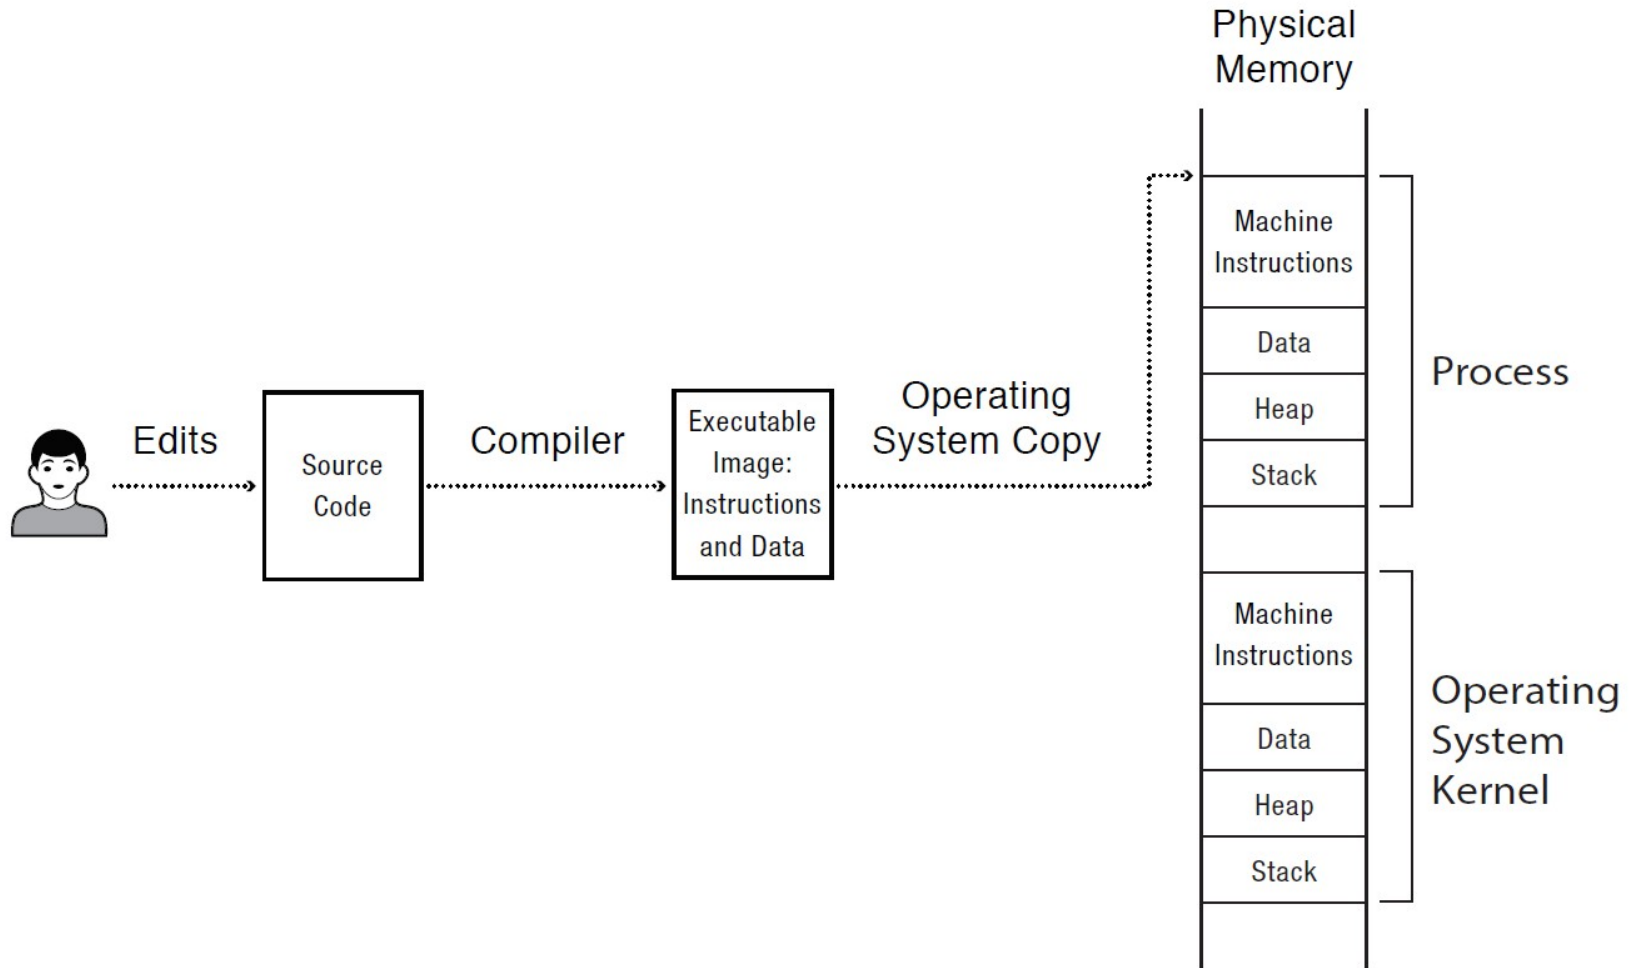 Physical
Memory
Edits
Source
Code
Compiler
Executable
Image:
Instructions
and Data
Operating
System Copy
Machine
Instructions
Data
Heap
Stack
Process
Machine
Instructions
Data
Heap
Stack
Operating
System
Kernel